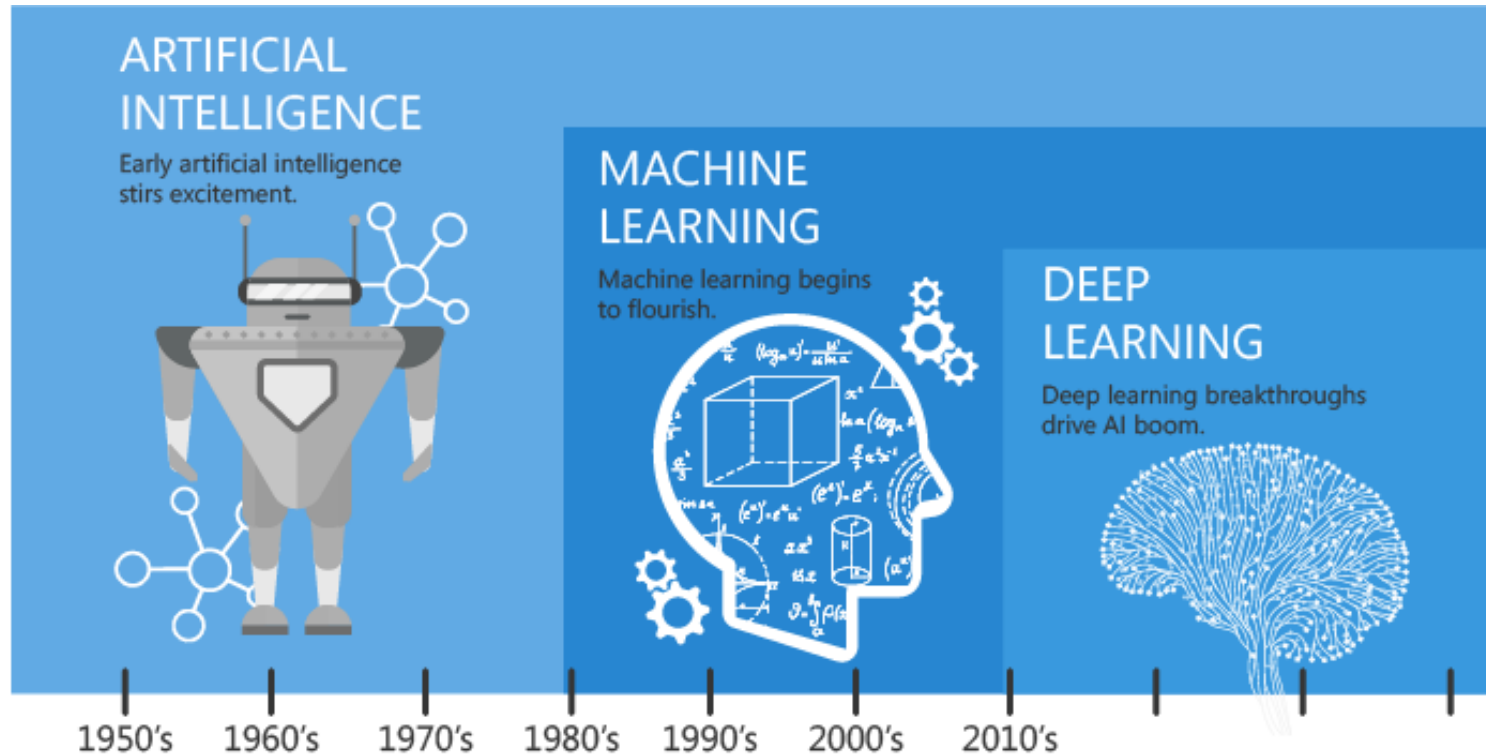 ARTIFICIAL
INTELLIGENCE
Early artificial intelligence
stirs excitement.
MACHINE
LEARNING
Machine learning begins
to flourish.
DEEP
LEARNING
Deep learning breakthroughs
drive AI boom.
1950's 1960's 1970's 1980's 1990's 2000's 2010's